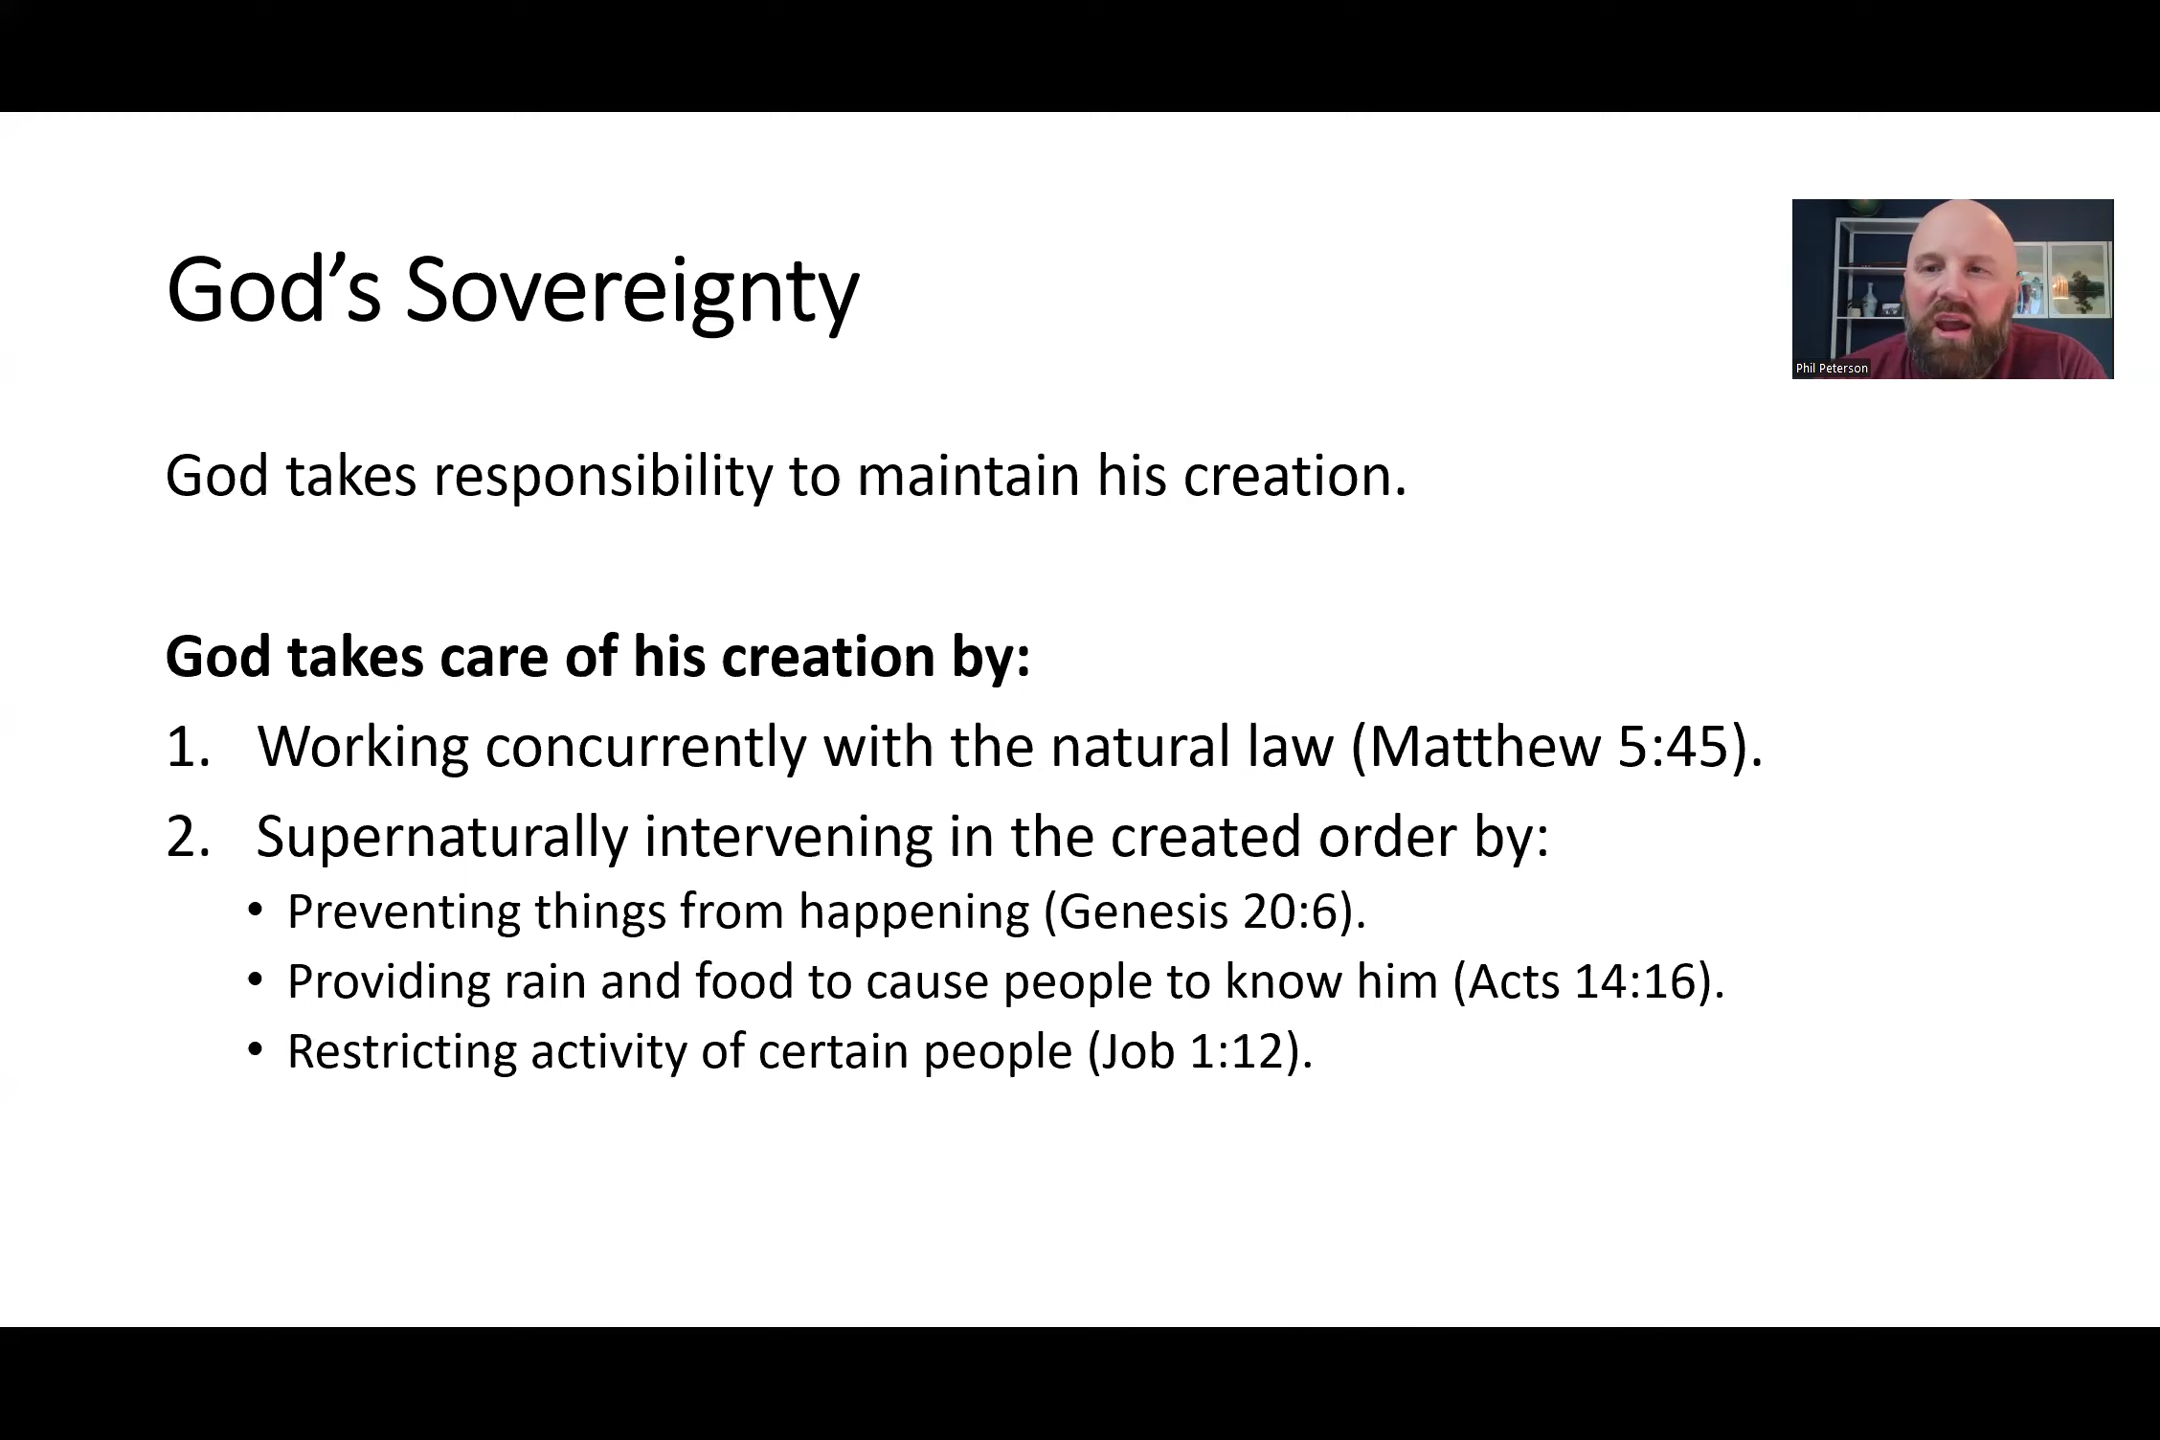 God’s Sovereignty
Phil Peterson
God takes responsibility to maintain his creation.
God takes care of his creation by:
1. Working concurrently with the natural law (Matthew 5:45).
2. Supernaturally intervening in the created order by:
• Preventing things from happening (Genesis 20:6).
• Providing rain and food to cause people to know him (Acts 14:16).
• Restricting activity of certain people (Job 1:12).